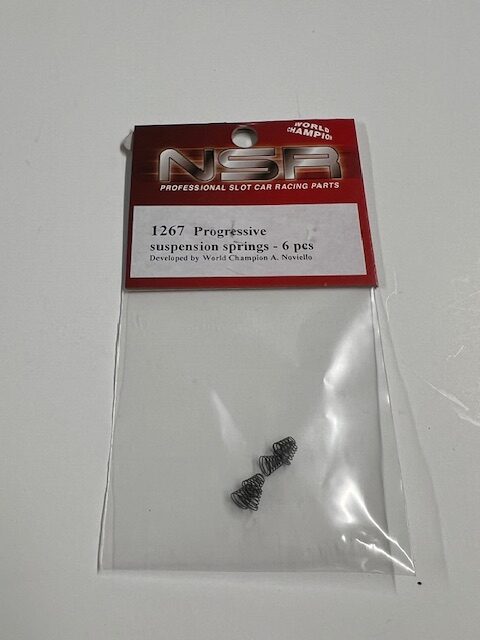 WORLD
CHAMPION
NSR
PROFESSIONAL SLOT CAR RACING PARTS
1267 Progressive
suspension springs - 6 pcs
Developed by World Champion A. Noviello